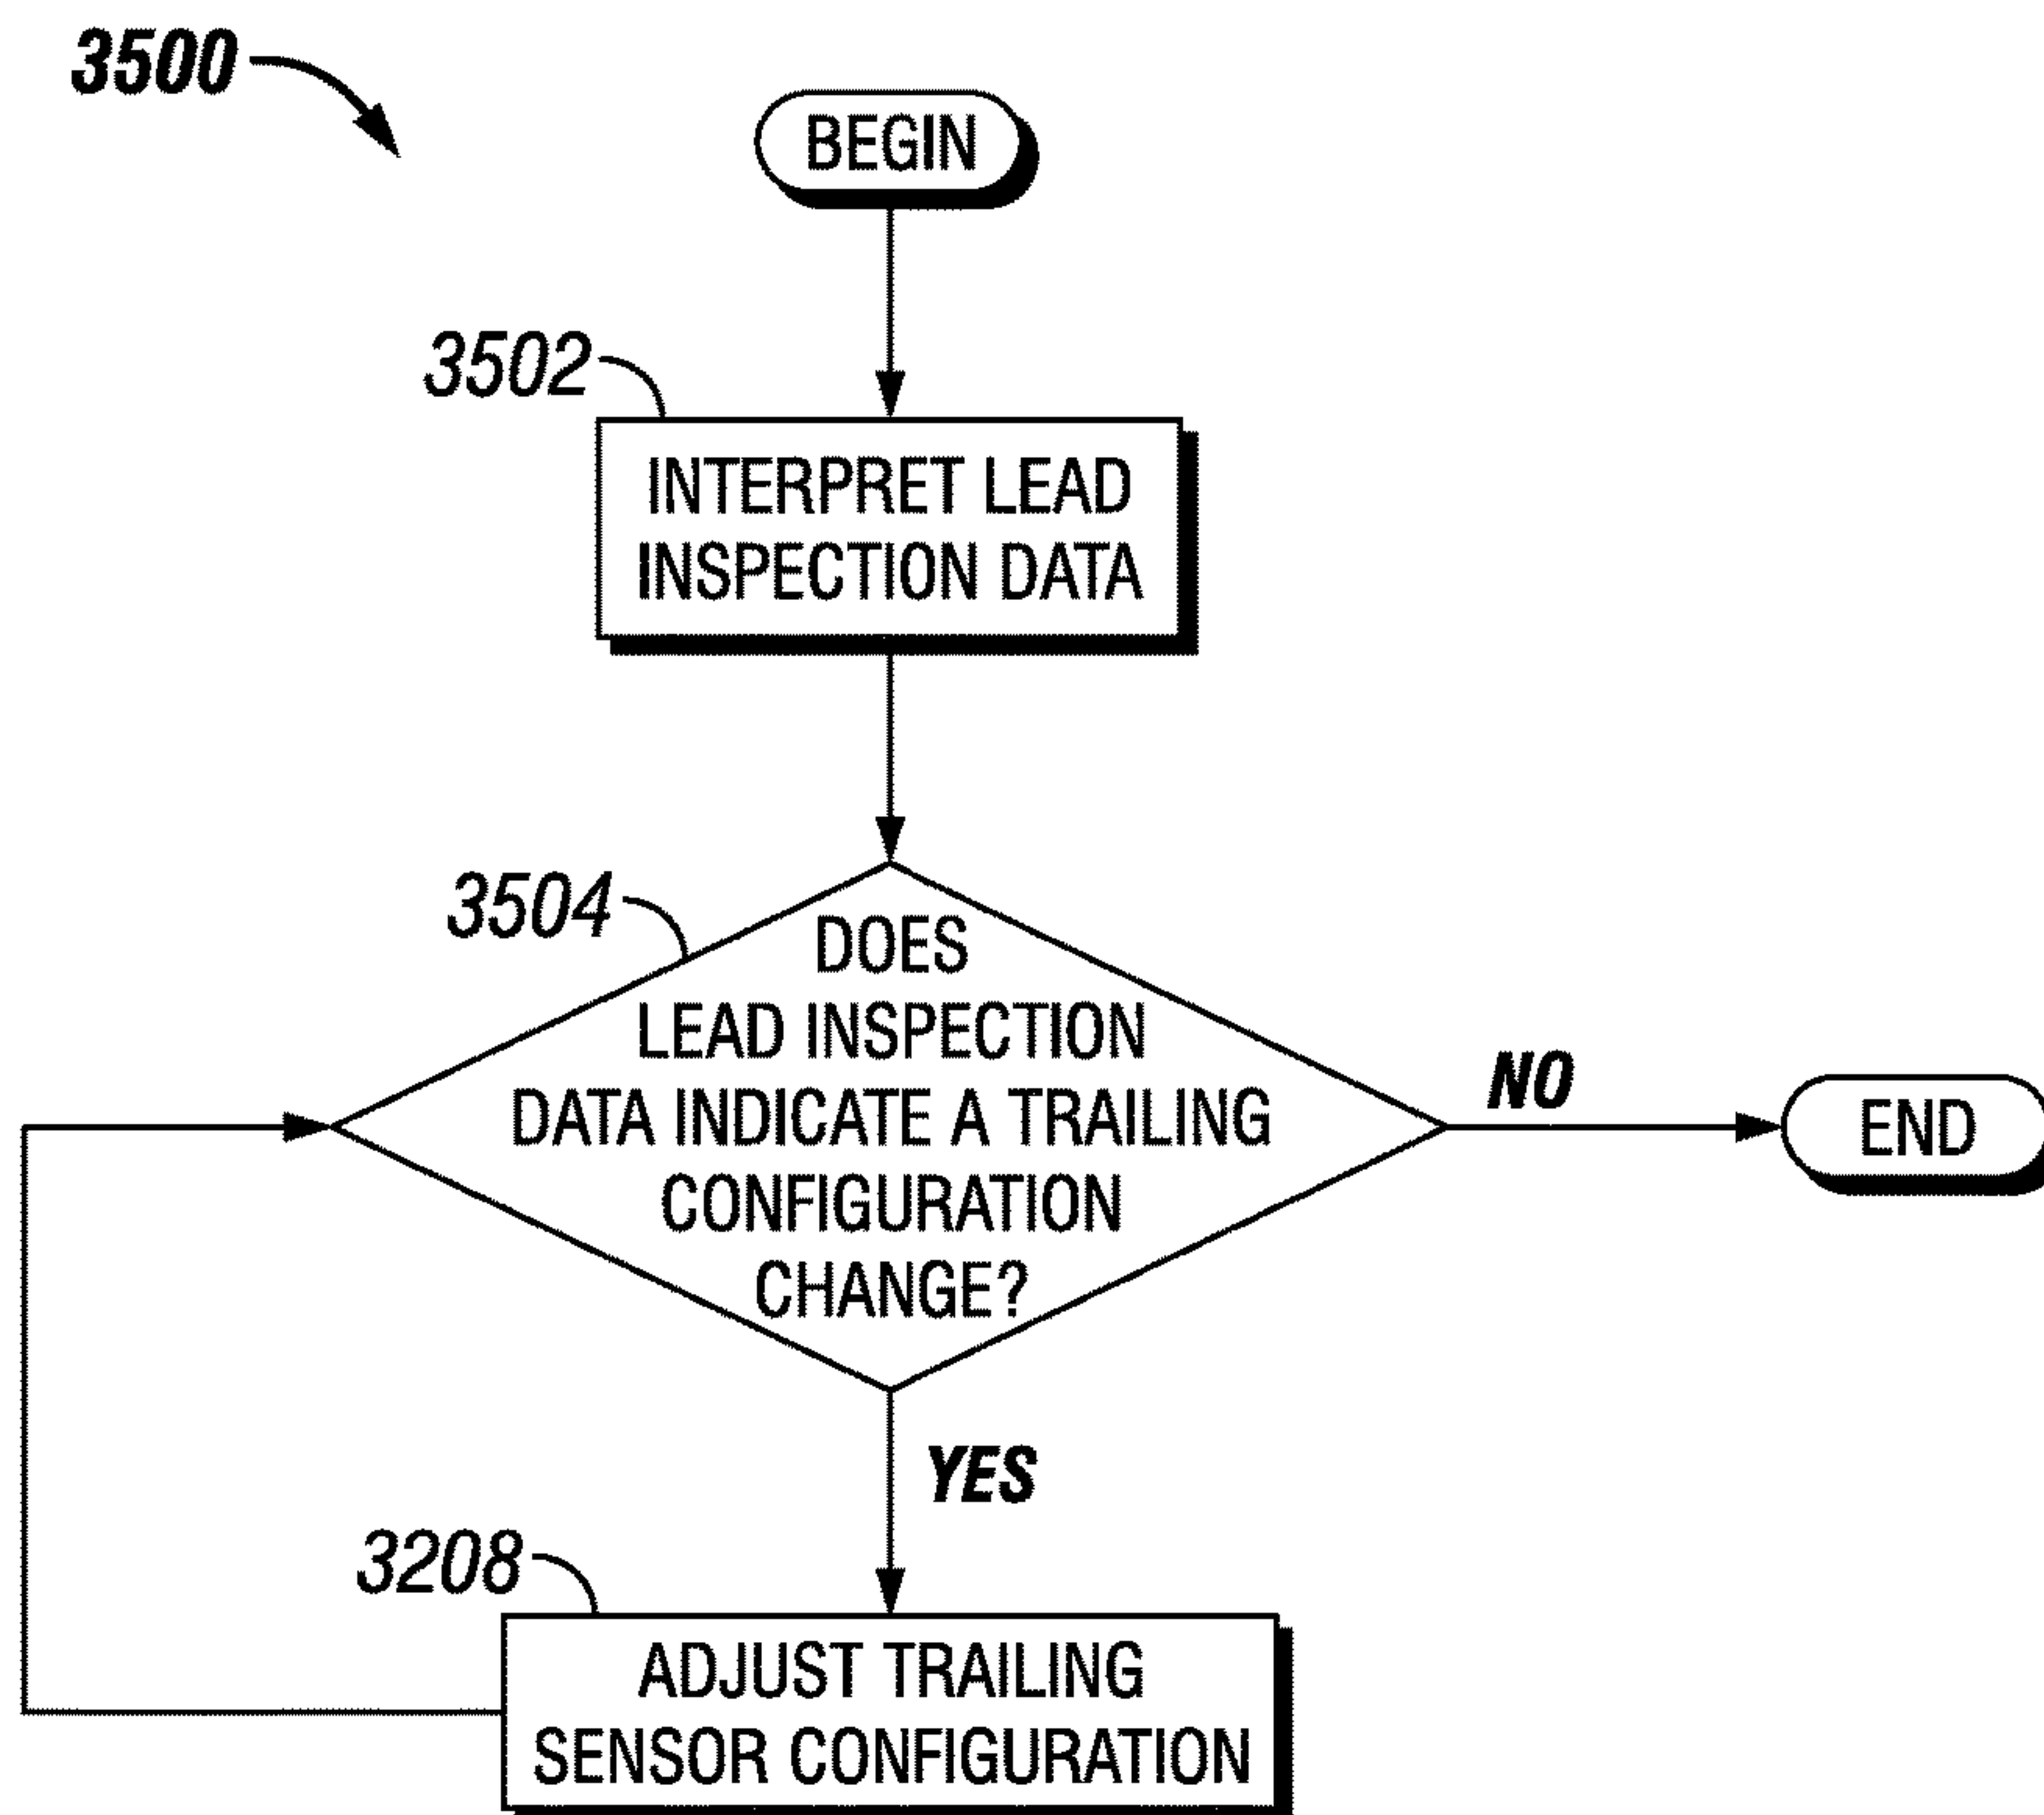 3500
BEGIN
3502
INTERPRET LEAD
INSPECTION DATA
3504
DOES
LEAD INSPECTION
DATA INDICATE A TRAILING
CONFIGURATION
CHANGE?
NO
END
YES
3208
ADJUST TRAILING
SENSOR CONFIGURATION